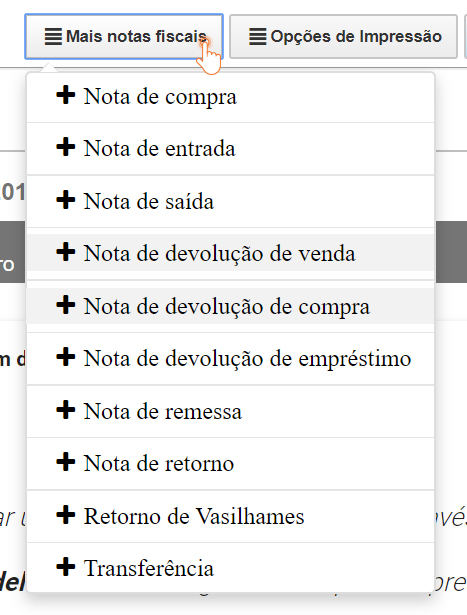 Mais notas fiscais
Opções de Impressão
Nota de compra
Nota de entrada
Nota de saída
01
Nota de devolução de venda
TO
Nota de devolução de compra
m d
Nota de devolução de empréstimo
Nota de remessa
Nota de retorno
ar u
Retorno de Vasilhames
avés
del
Transferência
pre